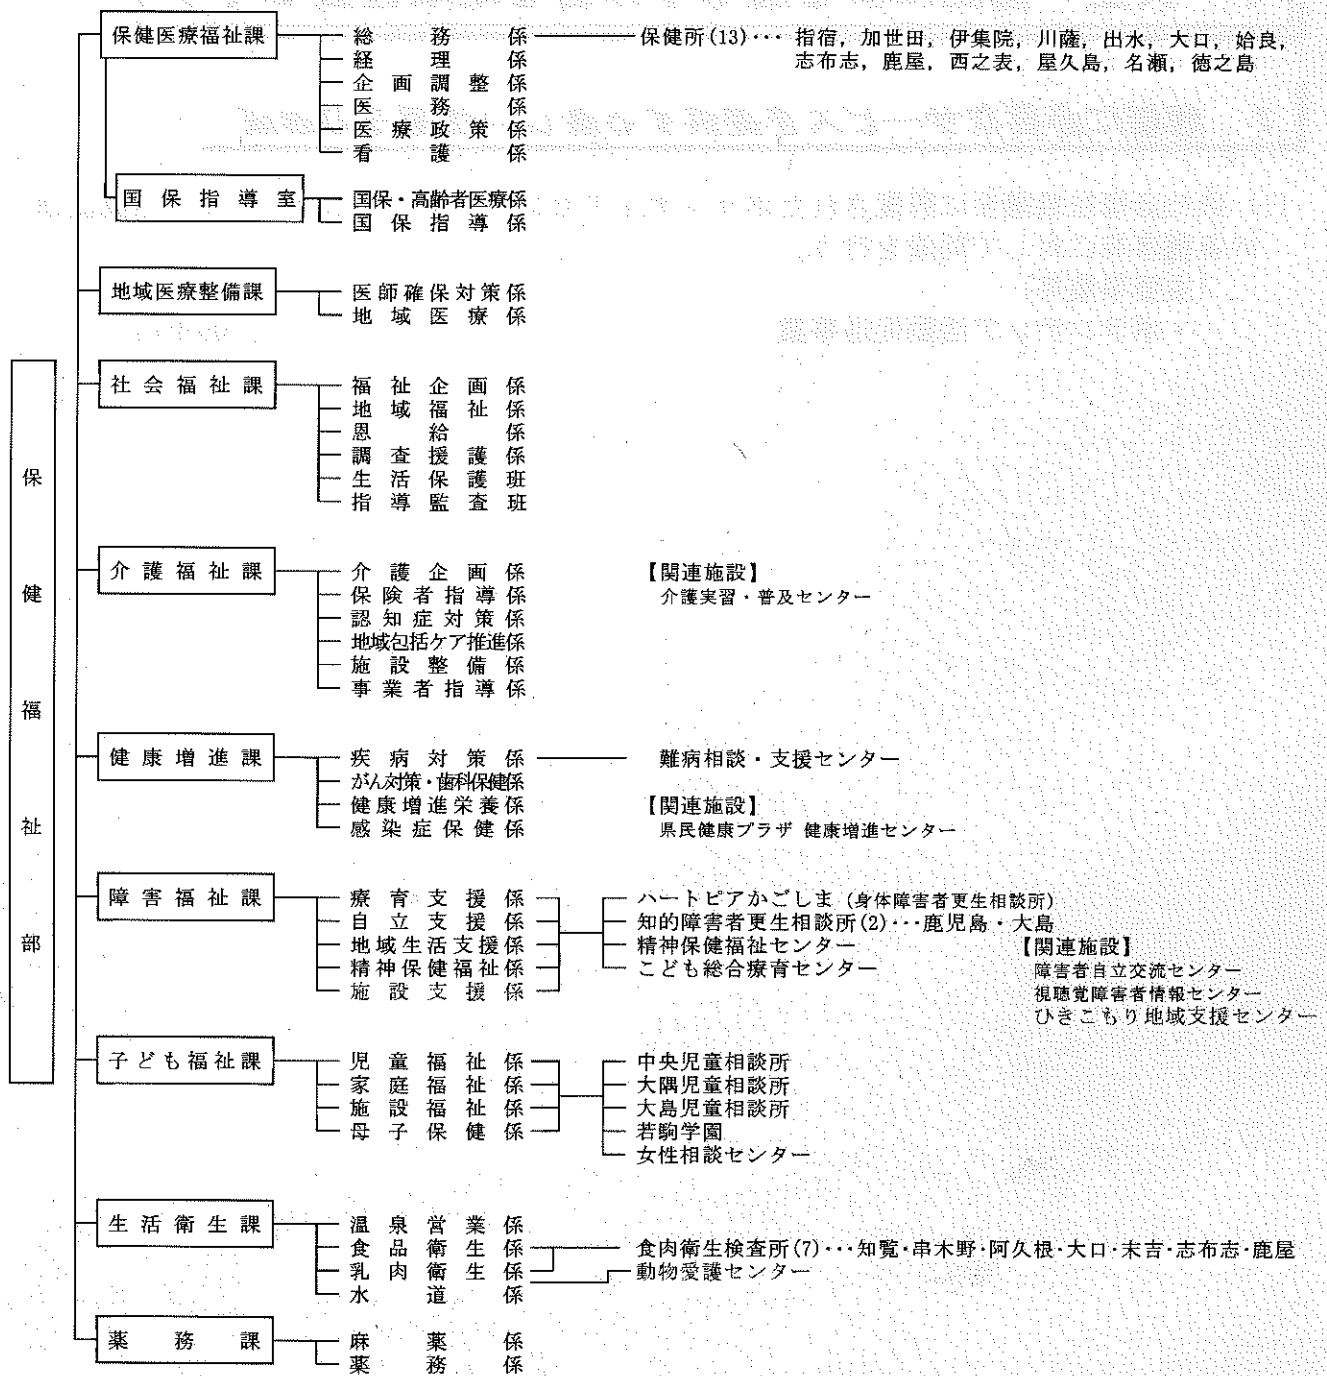 保健医療福祉課 総務係 保健所(13)・・・ 指宿，加世田，伊集院，川薩，出水，大口，姶良，
経理係 志布志，鹿屋，西之表，屋久島，名瀬，徳之島
企画調整係
医務係
医療政策係
看護係
国保指導室 国保・高齢者医療係
国保指導係
地域医療整備課 医師確保対策係
地域医療係
保健福祉部
社会福祉課 福祉企画係
地域福祉係
恩給係
調査援護係
生活保護班
指導監査班
介護福祉課 介護企画係 【関連施設】
保険者指導係 介護実習・普及センター
認知症対策係
地域包括ケア推進係
施設整備係
事業者指導係
健康増進課 疾病対策係 難病相談・支援センター
がん対策・歯科保健係
健康増進栄養係 【関連施設】
感染症保健係 県民健康プラザ 健康増進センター
障害福祉課 療育支援係 ハートピアかごしま (身体障害者更生相談所)
自立支援係 知的障害者更生相談所(2)・・・鹿児島・大島
地域生活支援係 精神保健福祉センター 【関連施設】
精神保健福祉係 こども総合療育センター 障害者自立交流センター
施設支援係 視聴覚障害者情報センター
ひきこもり地域支援センター
子ども福祉課 児童福祉係 中央児童相談所
家庭福祉係 大隅児童相談所
施設福祉係 大島児童相談所
母子保健係 若駒学園
女性相談センター
生活衛生課 温泉営業係
食品衛生係 食肉衛生検査所(7)・・・知覧・串木野・阿久根・大口・末吉・志布志・鹿屋
乳肉衛生係 動物愛護センター
水道係
薬務課 麻薬係
薬務係